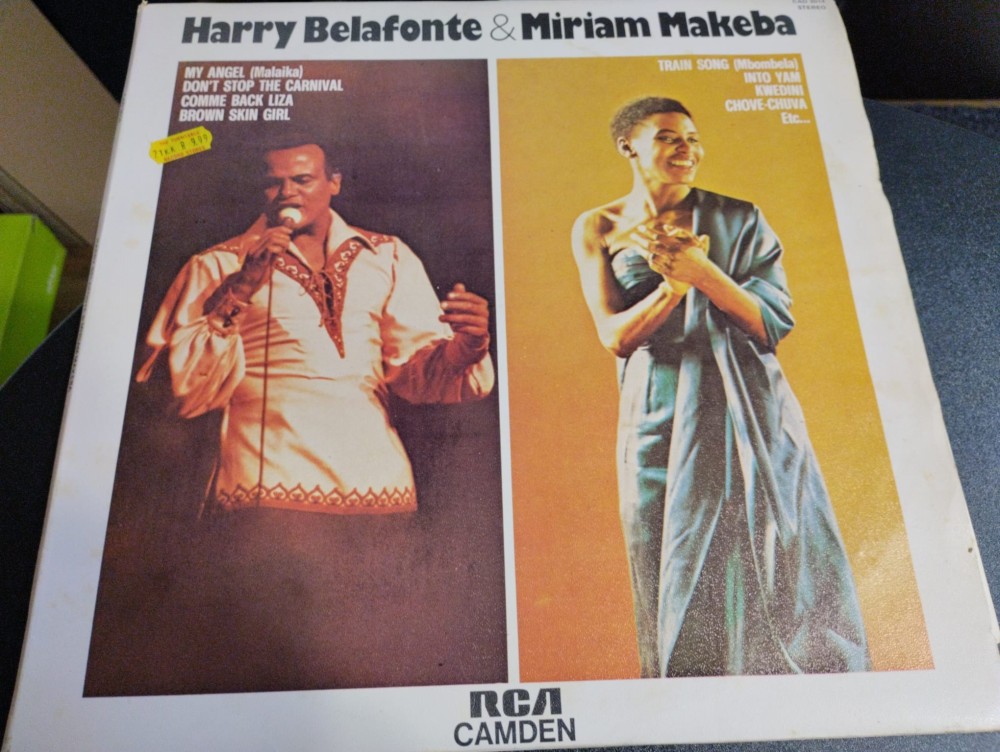 STEREO
Harry Belafonte & Miriam Makeba
MY ANGEL (Malaika)
DON'T STOP THE CARNIVAL
COMME BACK LIZA
BROWN SKIN GIRL
TRAIN SONG (Mbombela)
INTO YAM
KWEDINI
CHOVE-CHUVA
Etc...
RCA
CAMDEN